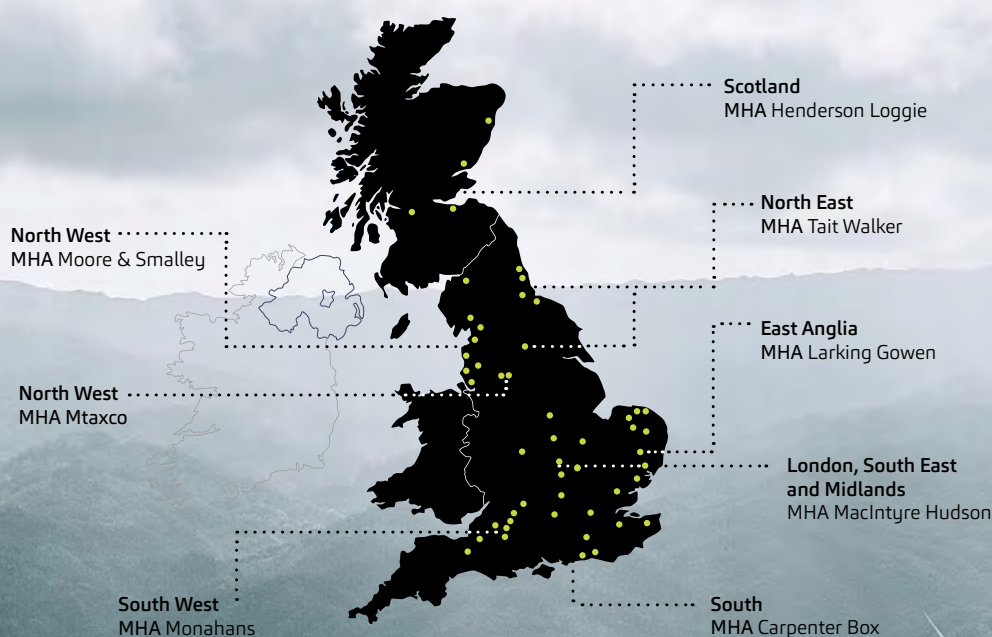 Scotland
MHA Henderson Loggie
North East
MHA Tait Walker
North West
MHA Moore & Smalley
East Anglia
MHA Larking Gowen
North West
MHA Mtaxco
London, South East
and Midlands
MHA MacIntyre Hudson
South West
MHA Monahans
South
MHA Carpenter Box